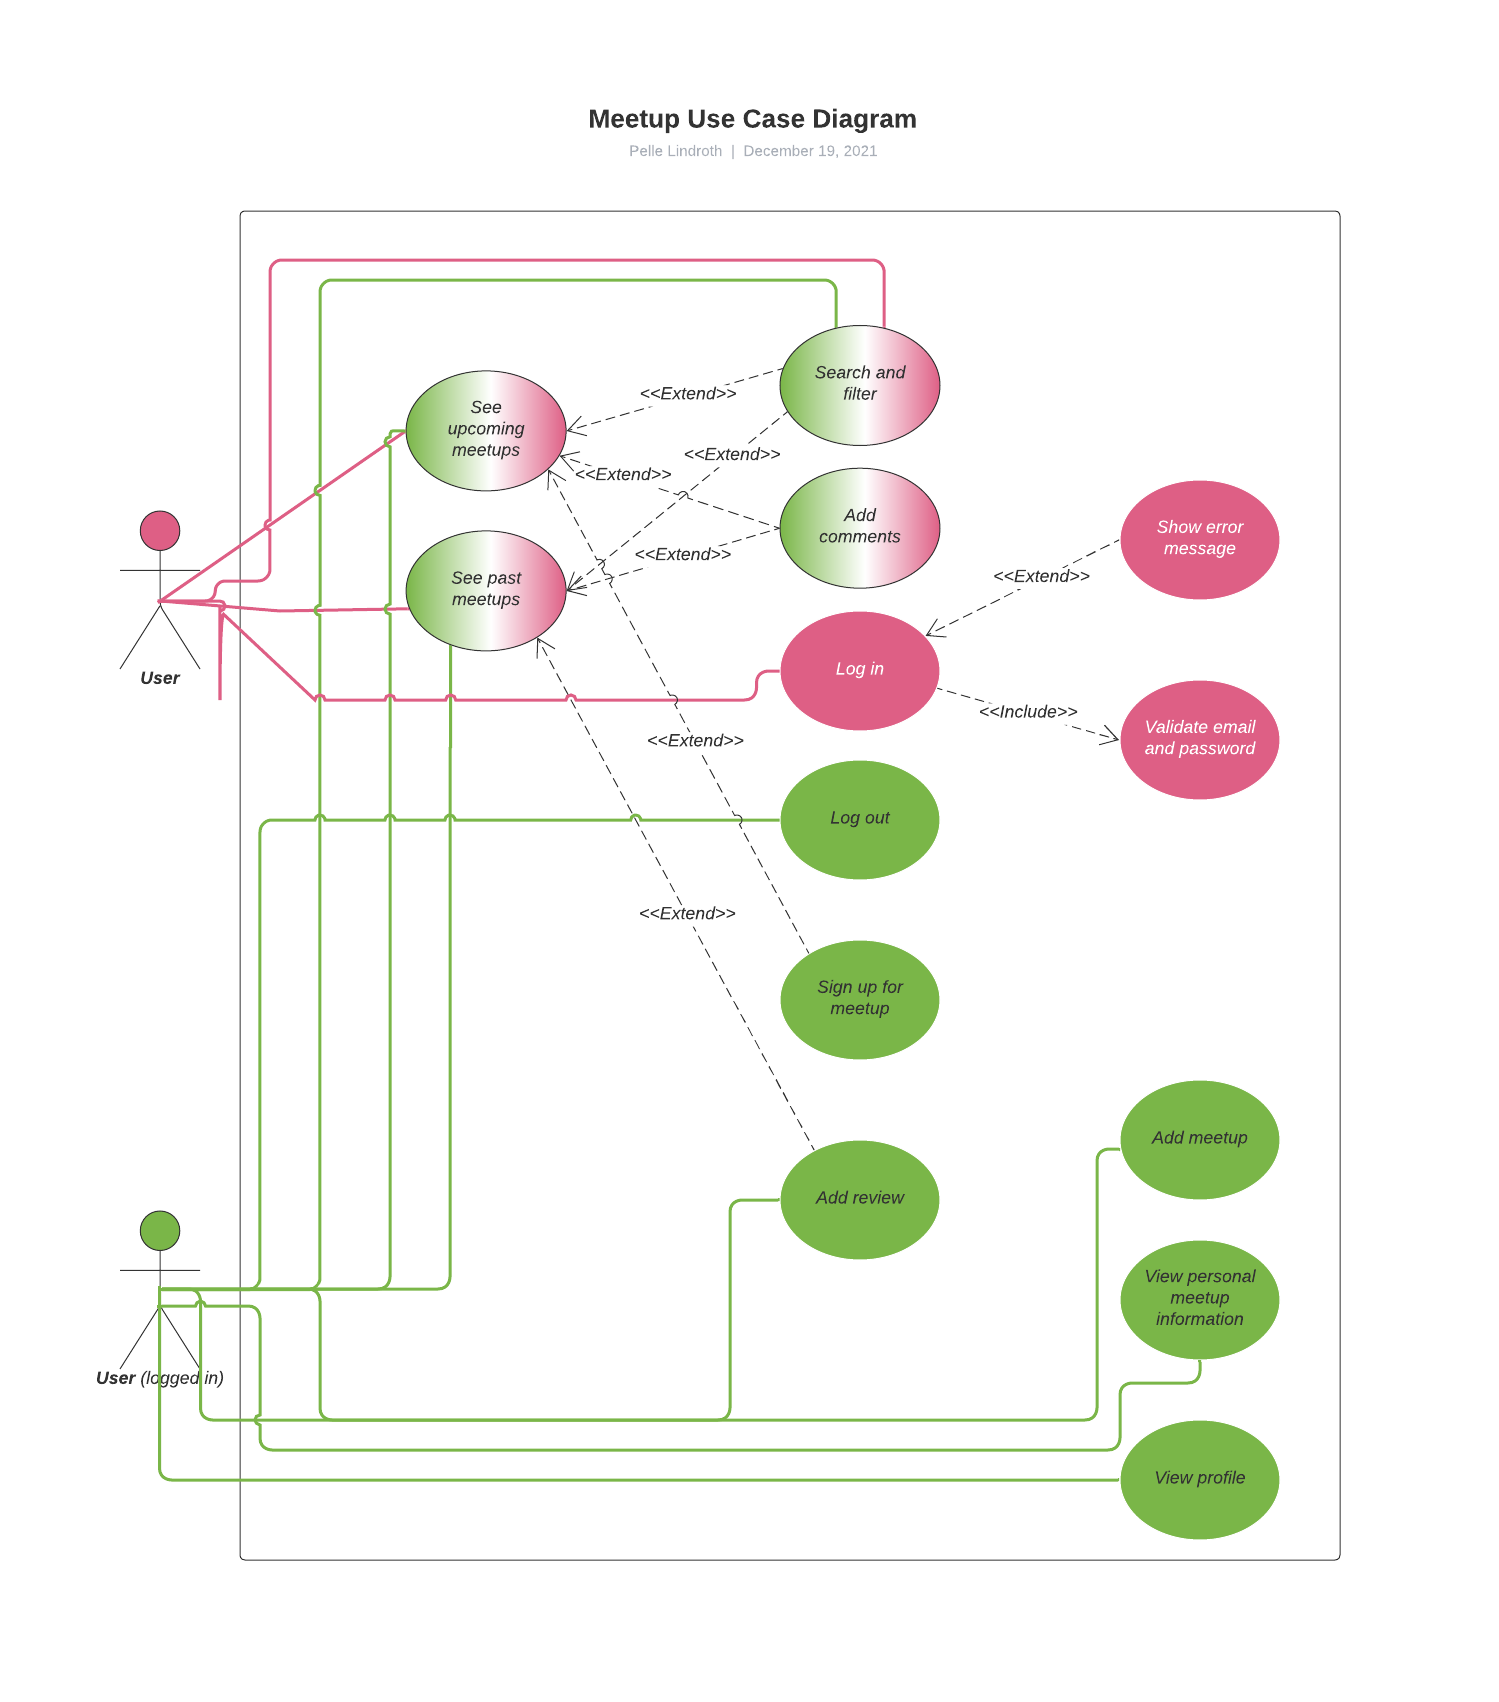 Meetup Use Case Diagram
Pelle Lindroth | December 19, 2021
Search and
filter
<<Extend>>
See
upcoming
meetups
<<Extend>>
<<Extend>>
Add
comments
Show error
message
<<Extend>>
<<Extend>>
See past
meetups
User
Log in
<<Include>>
Validate email
and password
<<Extend>>
Log out
<<Extend>>
Sign up for
meetup
Add meetup
Add review
View personal
meetup
information
User (logged in)
View profile